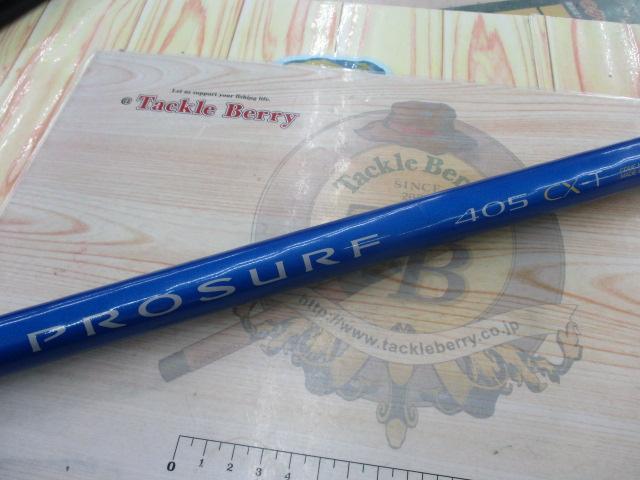 Let us support your fishing life.
@ Tackle Berry
Tackle Berry
SINCE
TB
http://www.tackleberry.co.jp
PROSURF 405 CX-T
0 1 2 3 4